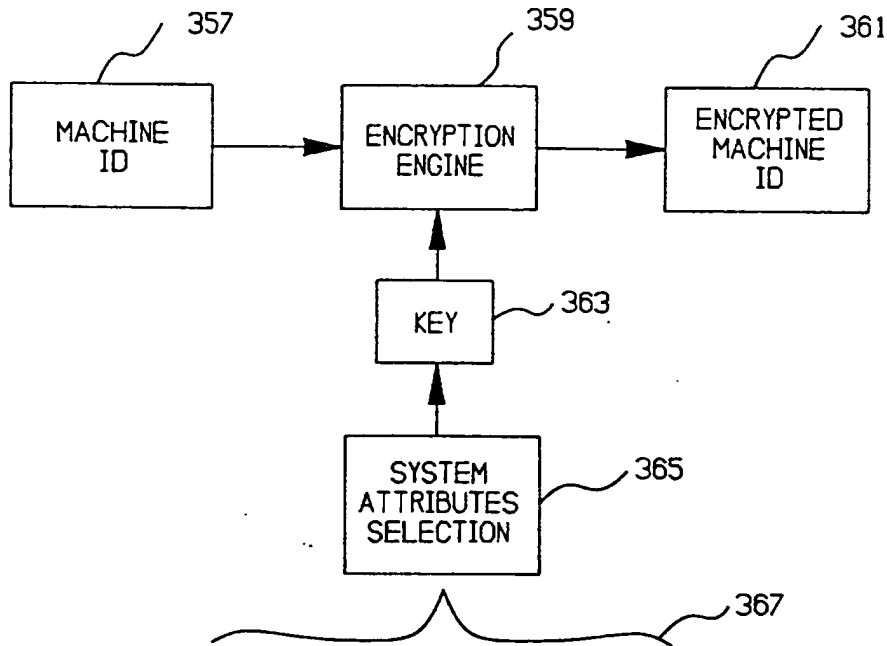 357
359
361
MACHINE
ID
ENCRYPTION
ENGINE
ENCRYPTED
MACHINE
ID
KEY
363
SYSTEM
ATTRIBUTES
SELECTION
365
367